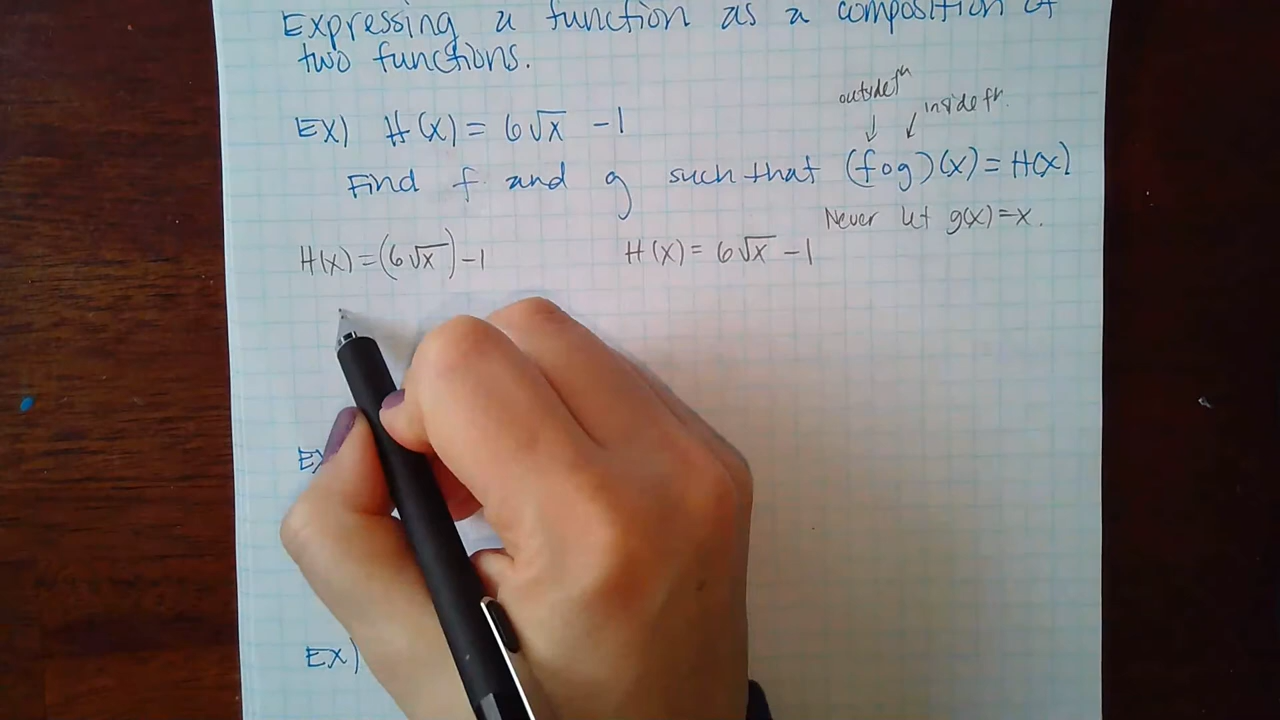 Expressing a function as a composition of
two functions.
outside fn
inside fn.
EX) H(x) = 6√x - 1
Find f and g such that (fog)(x) = H(x)
Never let g(x)=x.
H(x) = (6√x) - 1
H(x) = 6√x - 1
EX
EX)